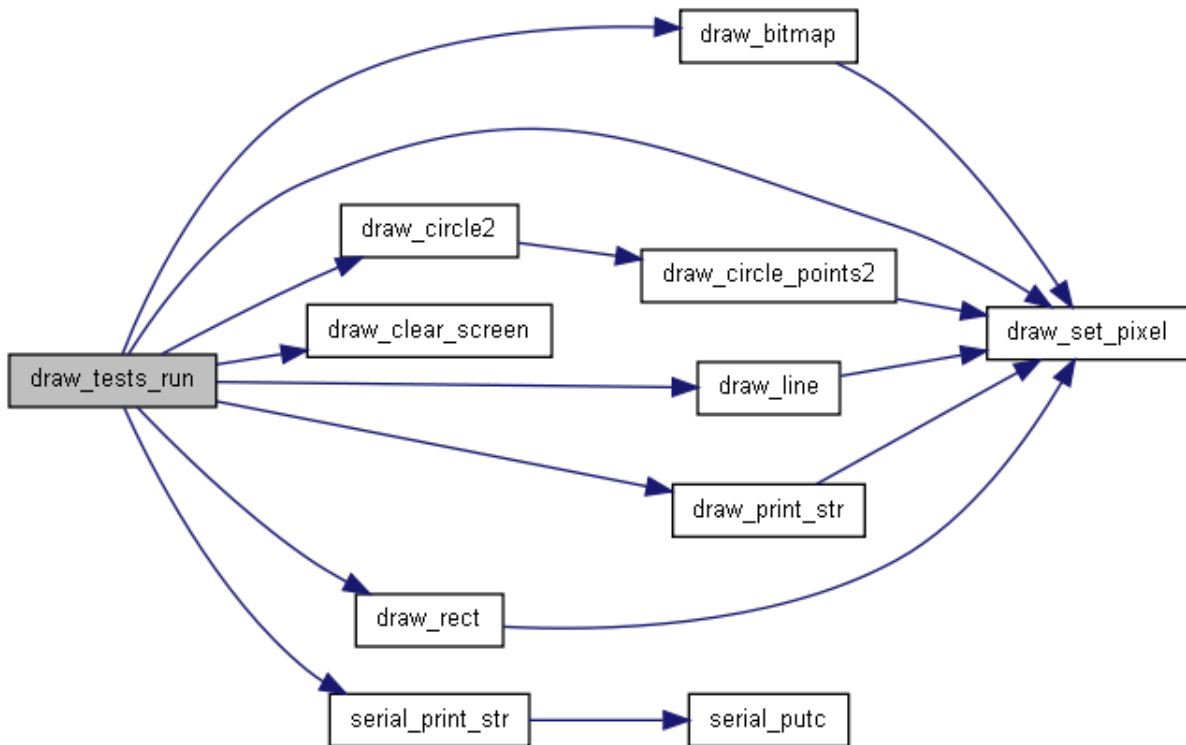 draw_bitmap
draw_circle2
draw_circle_points2
draw_clear_screen
draw_set_pixel
draw_tests_run
draw_line
draw_print_str
draw_rect
serial_print_str
serial_putc